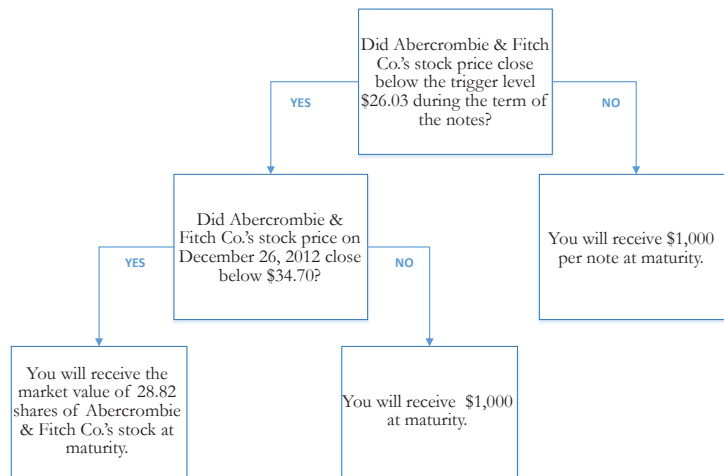 Did Abercrombie & Fitch
Co.'s stock price close
below the trigger level
$26.03 during the term of
the notes?
YES
NO
Did Abercrombie &
Fitch Co.'s stock price on
December 26, 2012 close
below $34.70?
You will receive $1,000
per note at maturity.
YES
NO
You will receive the
market value of 28.82
shares of Abercrombie
& Fitch Co.'s stock at
maturity.
You will receive $1,000
at maturity.